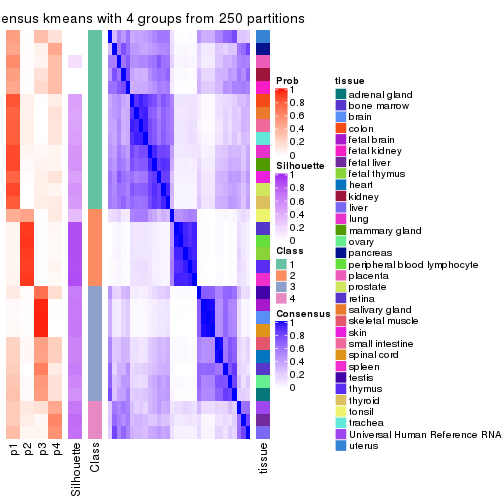 ensus kmeans with 4 groups from 250 partitions
p1
p2
p3
p4
Silhouette
Class
tissue
Prob
1
0.8
0.6
0.4
0.2
0
Silhouette
1
0.8
0.6
0.4
0.2
0
Class
1
2
3
4
Consensus
1
0.8
0.6
0.4
0.2
0
tissue
adrenal gland
bone marrow
brain
colon
fetal brain
fetal kidney
fetal liver
fetal thymus
heart
kidney
liver
lung
mammary gland
ovary
pancreas
peripheral blood lymphocyte
placenta
prostate
retina
salivary gland
skeletal muscle
skin
small intestine
spinal cord
spleen
testis
thymus
thyroid
tonsil
trachea
Universal Human Reference RNA
uterus